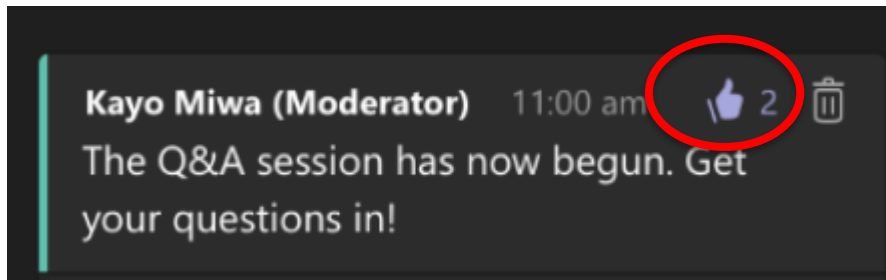 Kayo Miwa (Moderator) 11:00 am 2
The Q&A session has now begun. Get
your questions in!